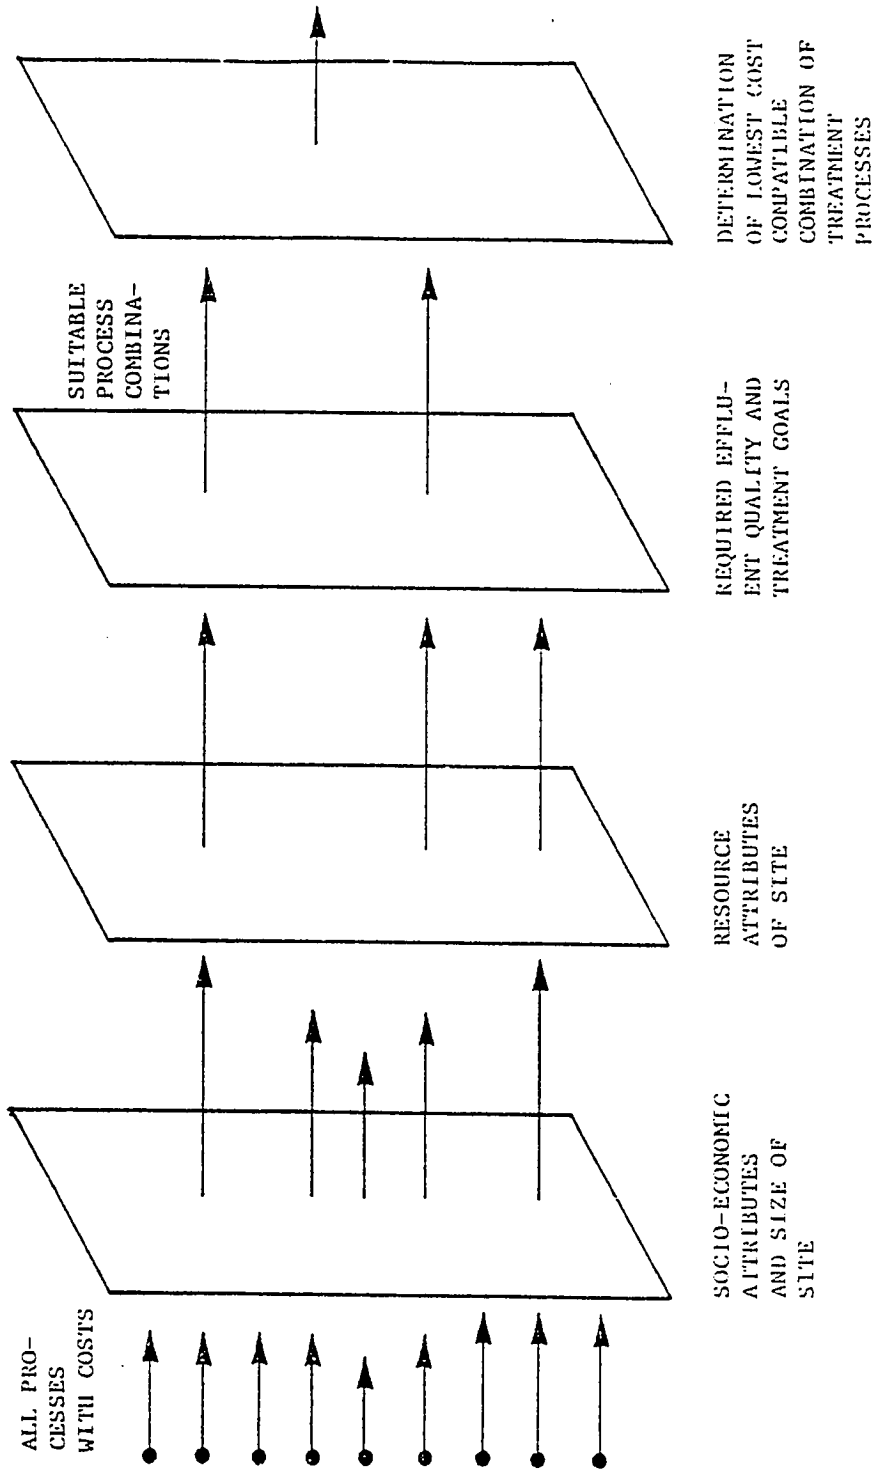 ALL PRO-
CESSES
WITH COSTS
SUITABLE
PROCESS
COMBINA-
TIONS
SOCIO-ECONOMIC
ATTRIBUTES
AND SIZE OF
SITE
RESOURCE
ATTRIBUTES
OF SITE
REQUIRED EFFLU-
ENT QUALITY AND
TREATMENT GOALS
DETERMINATION
OF LOWEST COST
COMPATIBLE
COMBINATION OF
TREATMENT
PROCESSES